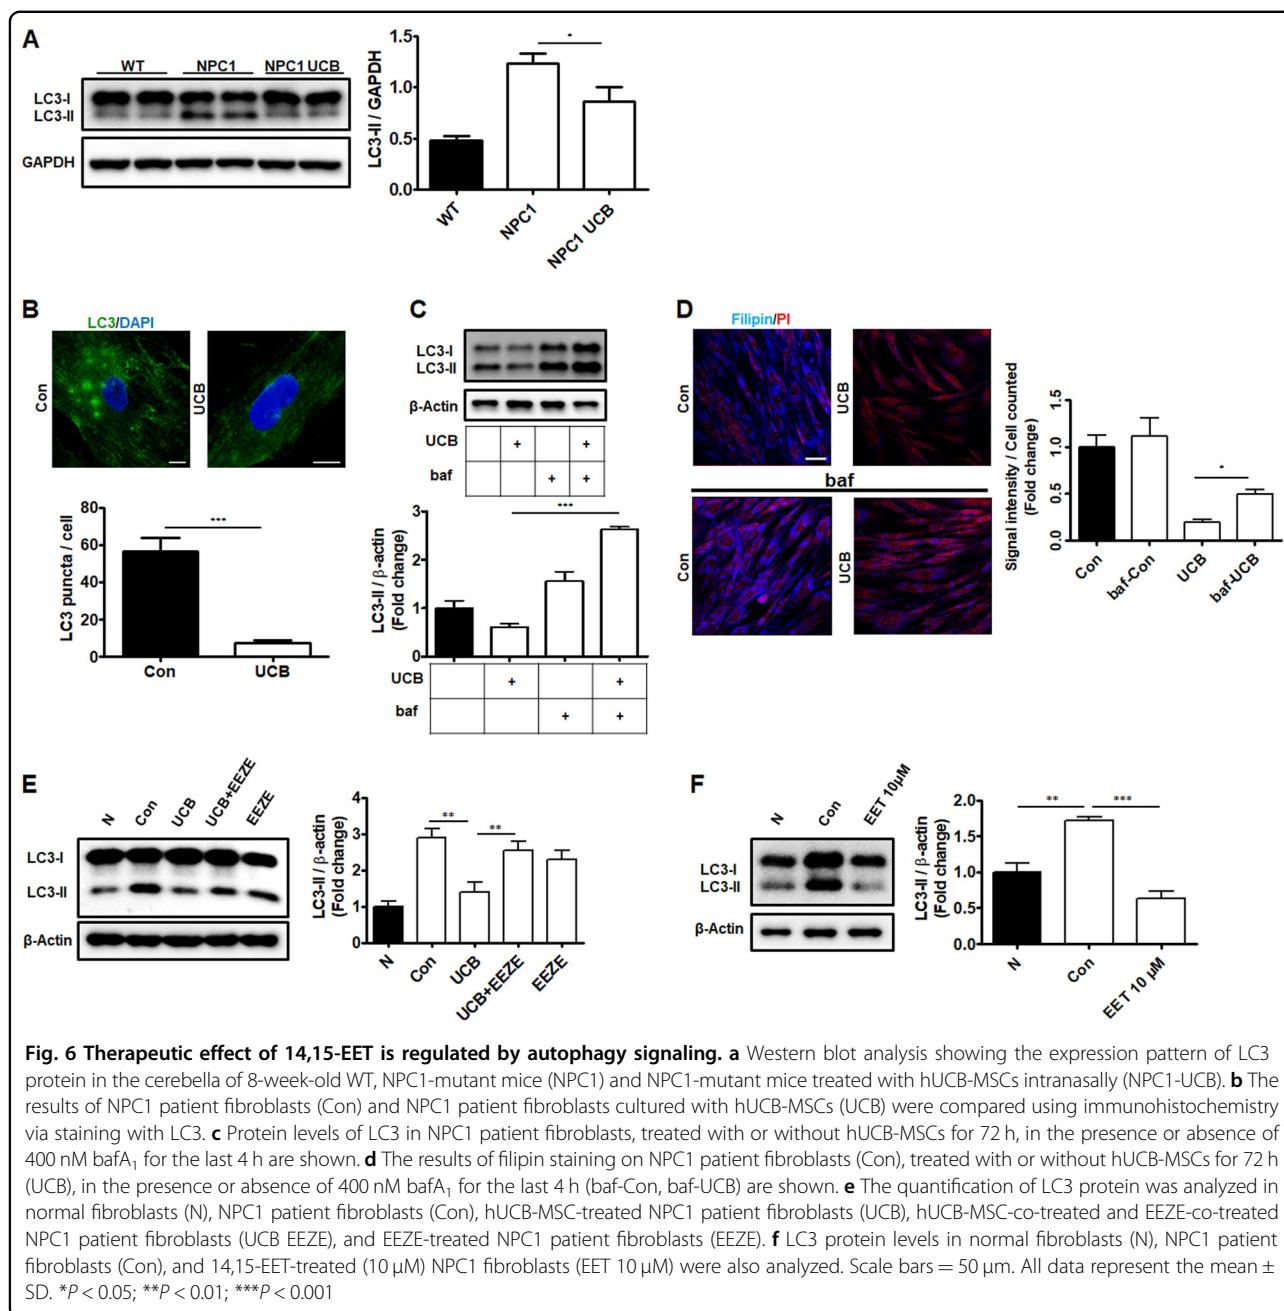 A
WT NPC1 NPC1 UCB
LC3-I
LC3-II
GAPDH
LC3-II / GAPDH
1.5
1.0
0.5
0.0
*
WT
NPC1
NPC1 UCB
B
LC3/DAPI
Con
UCB
LC3 puncta / cell
80
60
40
20
0
***
Con UCB
C
LC3-I
LC3-II
β-Actin
UCB + +
baf + +
LC3-II / β-actin
(Fold change)
3
2
1
0
***
UCB + +
baf + +
D
Filipin/PI
Con
UCB
baf
Con
UCB
Signal intensity / Cell counted
(Fold change)
1.5
1.0
0.5
0.0
*
Con
baf-Con
UCB
baf-UCB
E
N Con UCB UCB+EEZE EEZE
LC3-I
LC3-II
β-Actin
LC3-II / β-actin
(Fold change)
4
3
2
1
0
** **
N
Con
UCB
UCB+EEZE
EEZE
F
N Con EET 10µM
LC3-I
LC3-II
β-Actin
LC3-II / β-actin
(Fold change)
2.0
1.5
1.0
0.5
0.0
** ***
N
Con
EET 10 µM
Fig. 6 Therapeutic effect of 14,15-EET is regulated by autophagy signaling. a Western blot analysis showing the expression pattern of LC3
protein in the cerebella of 8-week-old WT, NPC1-mutant mice (NPC1) and NPC1-mutant mice treated with hUCB-MSCs intranasally (NPC1-UCB). b The
results of NPC1 patient fibroblasts (Con) and NPC1 patient fibroblasts cultured with hUCB-MSCs (UCB) were compared using immunohistochemistry
via staining with LC3. c Protein levels of LC3 in NPC1 patient fibroblasts, treated with or without hUCB-MSCs for 72 h, in the presence or absence of
400 nM bafA₁ for the last 4 h are shown. d The results of filipin staining on NPC1 patient fibroblasts (Con), treated with or without hUCB-MSCs for 72 h
(UCB), in the presence or absence of 400 nM bafA₁ for the last 4 h (baf-Con, baf-UCB) are shown. e The quantification of LC3 protein was analyzed in
normal fibroblasts (N), NPC1 patient fibroblasts (Con), hUCB-MSC-treated NPC1 patient fibroblasts (UCB), hUCB-MSC-co-treated and EEZE-co-treated
NPC1 patient fibroblasts (UCB EEZE), and EEZE-treated NPC1 patient fibroblasts (EEZE). f LC3 protein levels in normal fibroblasts (N), NPC1 patient
fibroblasts (Con), and 14,15-EET-treated (10 µM) NPC1 fibroblasts (EET 10 µM) were also analyzed. Scale bars = 50 µm. All data represent the mean ±
SD. *P < 0.05; **P < 0.01; ***P < 0.001